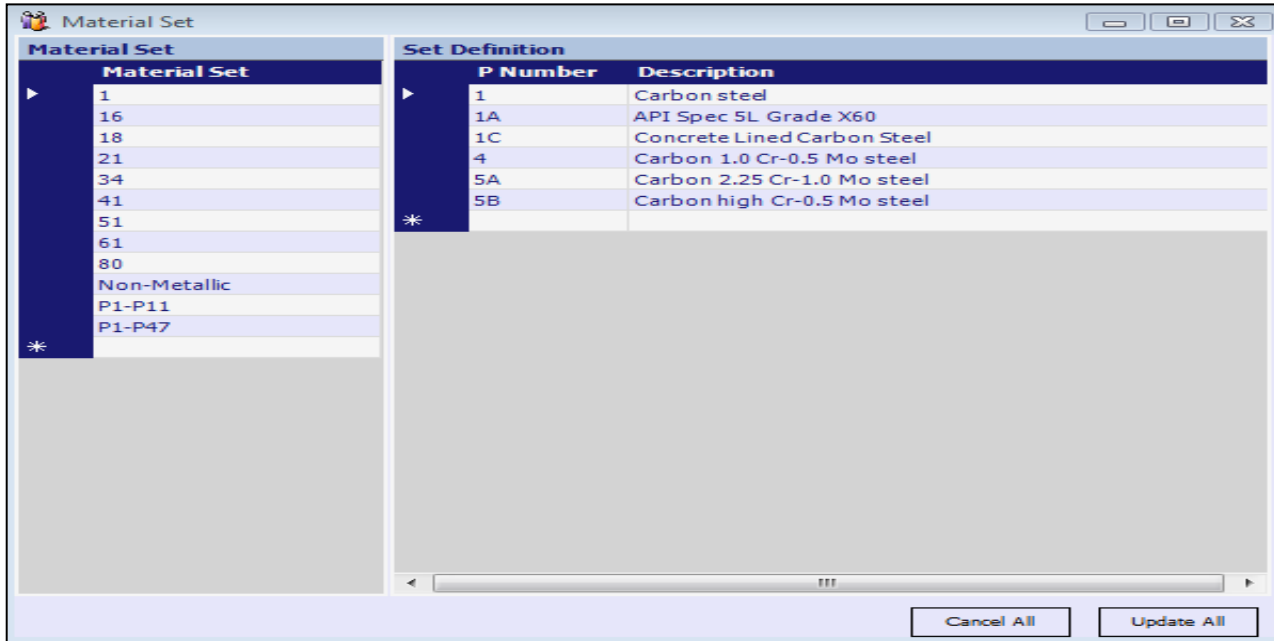 Material Set
Material Set
Material Set
1
16
18
21
34
41
51
61
80
Non-Metallic
P1-P11
P1-P47
Set Definition
P Number Description
1 Carbon steel
1A API Spec 5L Grade X60
1C Concrete Lined Carbon Steel
4 Carbon 1.0 Cr-0.5 Mo steel
5A Carbon 2.25 Cr-1.0 Mo steel
5B Carbon high Cr-0.5 Mo steel
Cancel All Update All